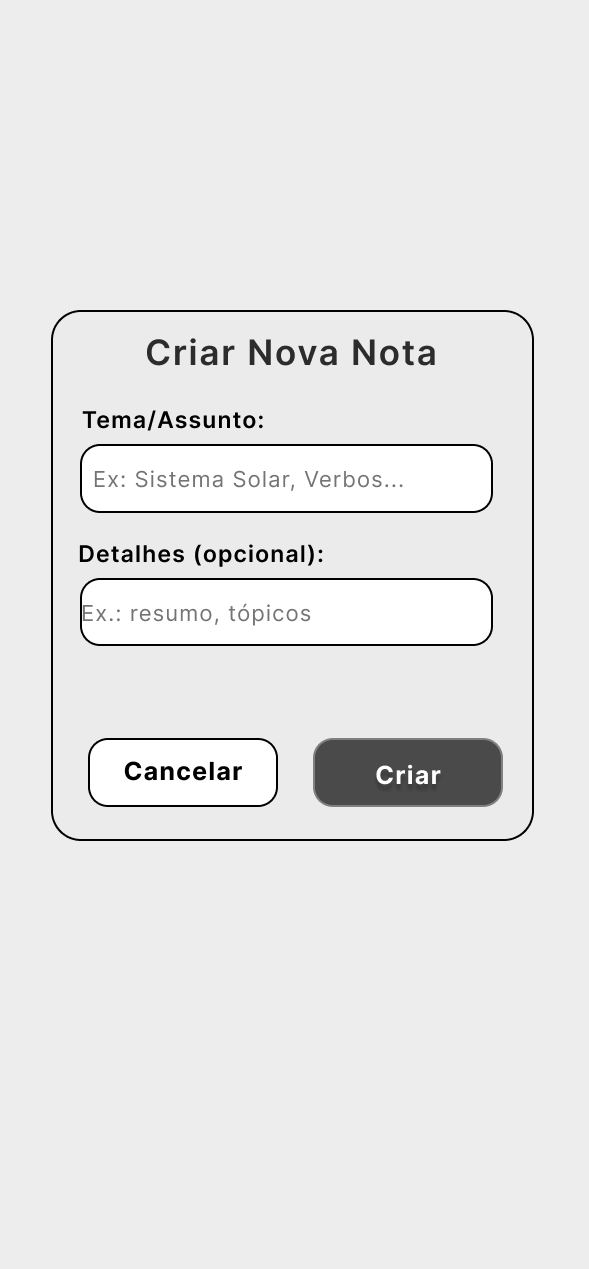 Criar Nova Nota
Tema/Assunto:
Ex: Sistema Solar, Verbos...
Detalhes (opcional):
Ex.: resumo, tópicos
Cancelar
Criar